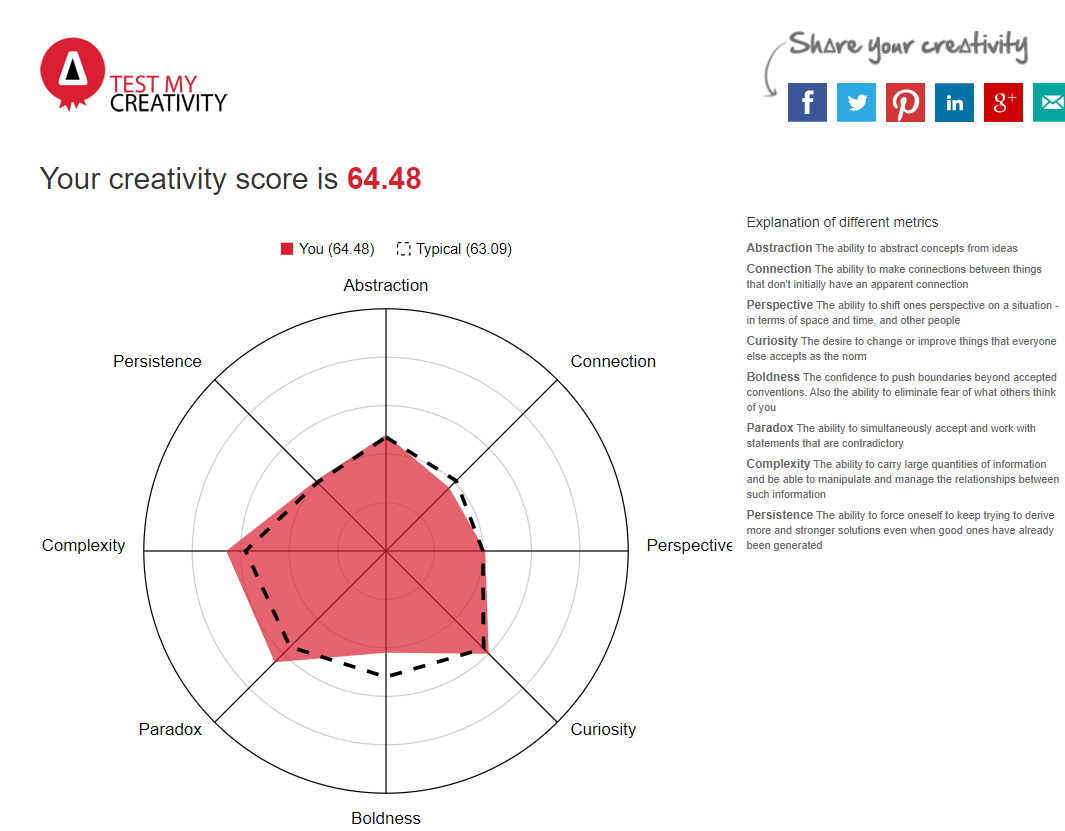 Share your creativity
TEST MY
CREATIVITY
f
in
g+
Your creativity score is 64.48
You (64.48)
Typical (63.09)
Abstraction
Connection
Perspective
Curiosity
Boldness
Paradox
Complexity
Persistence
Explanation of different metrics
Abstraction The ability to abstract concepts from ideas
Connection The ability to make connections between things
that don't initially have an apparent connection
Perspective The ability to shift ones perspective on a situation -
in terms of space and time, and other people
Curiosity The desire to change or improve things that everyone
else accepts as the norm
Boldness The confidence to push boundaries beyond accepted
conventions. Also the ability to eliminate fear of what others think
of you
Paradox The ability to simultaneously accept and work with
statements that are contradictory
Complexity The ability to carry large quantities of information
and be able to manipulate and manage the relationships between
such information
Persistence The ability to force oneself to keep trying to derive
more and stronger solutions even when good ones have already
been generated